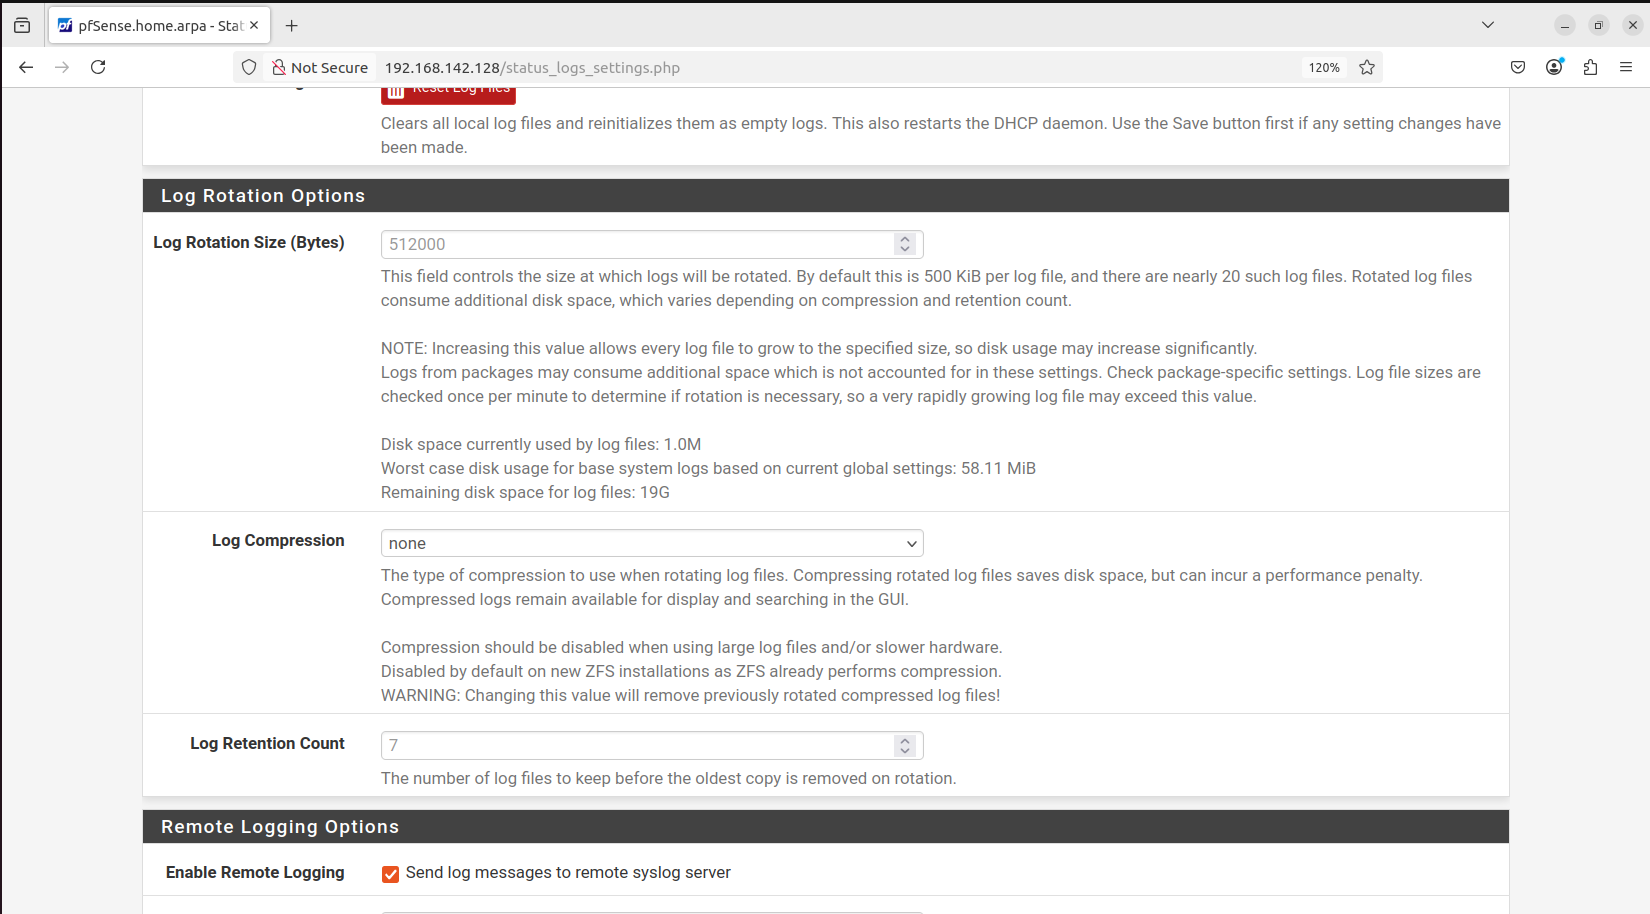 pfSense.home.arpa - Stat
Not Secure
192.168.142.128/status_logs_settings.php
120%
Reset Log Files
Clears all local log files and reinitializes them as empty logs. This also restarts the DHCP daemon. Use the Save button first if any setting changes have
been made.
Log Rotation Options
Log Rotation Size (Bytes)
512000
This field controls the size at which logs will be rotated. By default this is 500 KiB per log file, and there are nearly 20 such log files. Rotated log files
consume additional disk space, which varies depending on compression and retention count.
NOTE: Increasing this value allows every log file to grow to the specified size, so disk usage may increase significantly.
Logs from packages may consume additional space which is not accounted for in these settings. Check package-specific settings. Log file sizes are
checked once per minute to determine if rotation is necessary, so a very rapidly growing log file may exceed this value.
Disk space currently used by log files: 1.0M
Worst case disk usage for base system logs based on current global settings: 58.11 MiB
Remaining disk space for log files: 19G
Log Compression
none
The type of compression to use when rotating log files. Compressing rotated log files saves disk space, but can incur a performance penalty.
Compressed logs remain available for display and searching in the GUI.
Compression should be disabled when using large log files and/or slower hardware.
Disabled by default on new ZFS installations as ZFS already performs compression.
WARNING: Changing this value will remove previously rotated compressed log files!
Log Retention Count
7
The number of log files to keep before the oldest copy is removed on rotation.
Remote Logging Options
Enable Remote Logging
Send log messages to remote syslog server